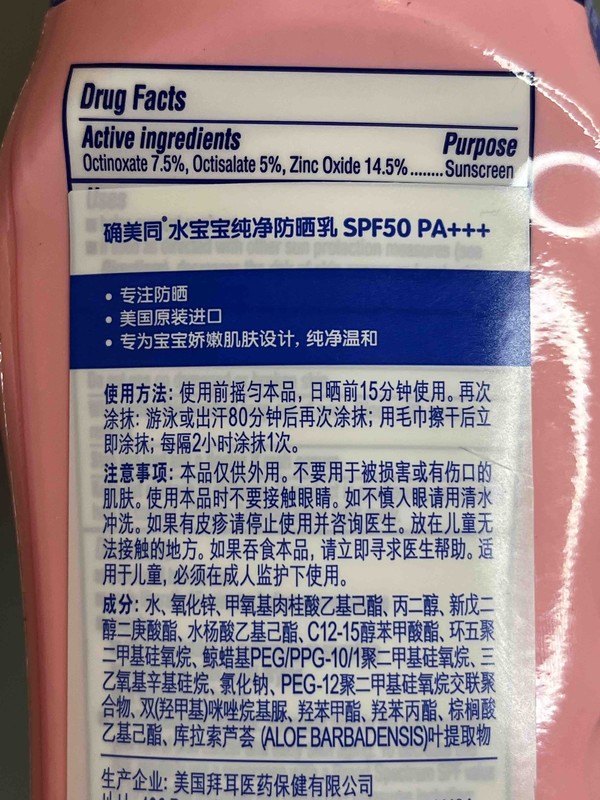 Drug Facts
Active ingredients Purpose
Octinoxate 7.5%, Octisalate 5%, Zinc Oxide 14.5%........Sunscreen
Uses
确美同®水宝宝纯净防晒乳 SPF50 PA+++
• 专注防晒
• 美国原装进口
• 专为宝宝娇嫩肌肤设计, 纯净温和
使用方法: 使用前摇匀本品, 日晒前15分钟使用。再次
涂抹: 游泳或出汗80分钟后再次涂抹; 用毛巾擦干后立
即涂抹; 每隔2小时涂抹1次。
注意事项: 本品仅供外用。不要用于被损害或有伤口的
肌肤。使用本品时不要接触眼睛。如不慎入眼请用清水
冲洗。如果有皮疹请停止使用并咨询医生。放在儿童无
法接触的地方。如果吞食本品, 请立即寻求医生帮助。适
用于儿童, 必须在成人监护下使用。
成分: 水、氧化锌、甲氧基肉桂酸乙基己酯、丙二醇、新戊二
醇二庚酸酯、水杨酸乙基己酯、C12-15醇苯甲酸酯、环五聚
二甲基硅氧烷、鲸蜡基PEG/PPG-10/1聚二甲基硅氧烷、三
乙氧基辛基硅烷、氯化钠、PEG-12聚二甲基硅氧烷交联聚
合物、双(羟甲基)咪唑烷基脲、羟苯甲酯、羟苯丙酯、棕榈酸
乙基己酯、库拉索芦荟 (ALOE BARBADENSIS)叶提取物
生产企业: 美国拜耳医药保健有限公司